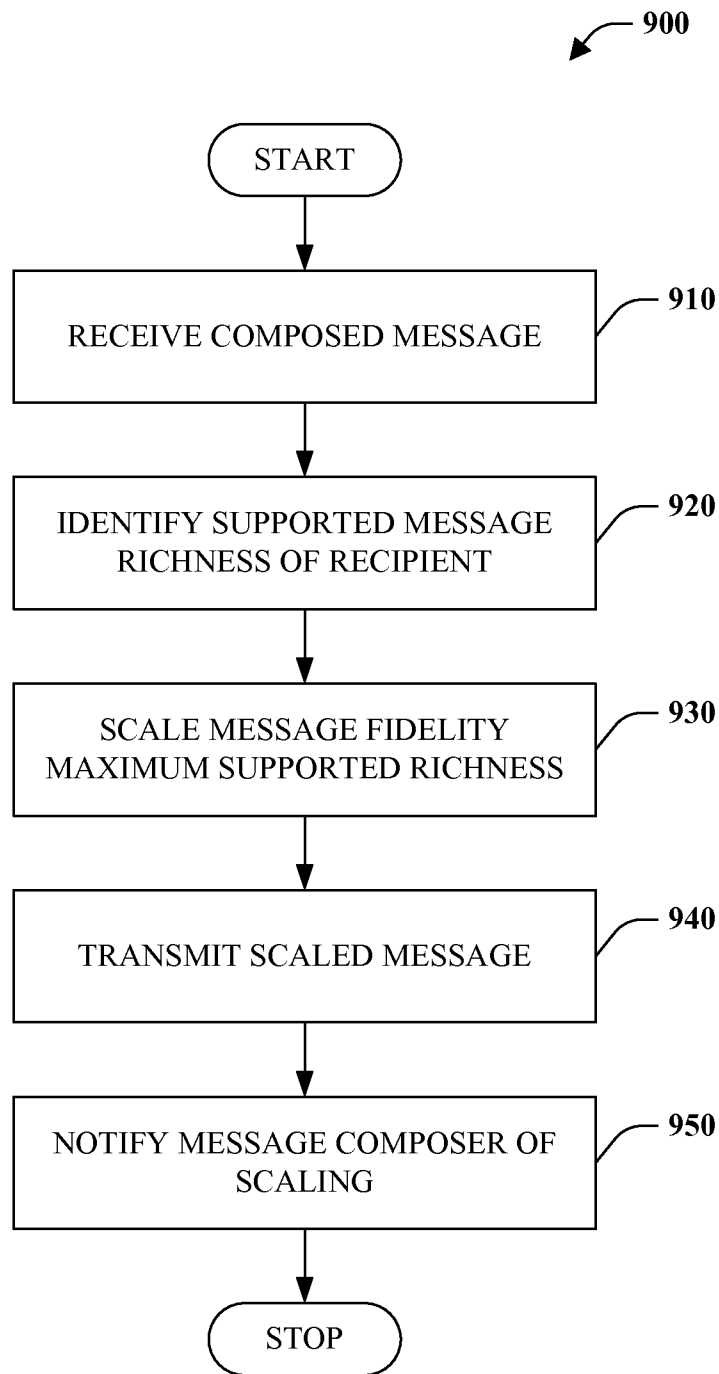 900
START
RECEIVE COMPOSED MESSAGE
910
IDENTIFY SUPPORTED MESSAGE
RICHNESS OF RECIPIENT
920
SCALE MESSAGE FIDELITY
MAXIMUM SUPPORTED RICHNESS
930
TRANSMIT SCALED MESSAGE
940
NOTIFY MESSAGE COMPOSER OF
SCALING
950
STOP